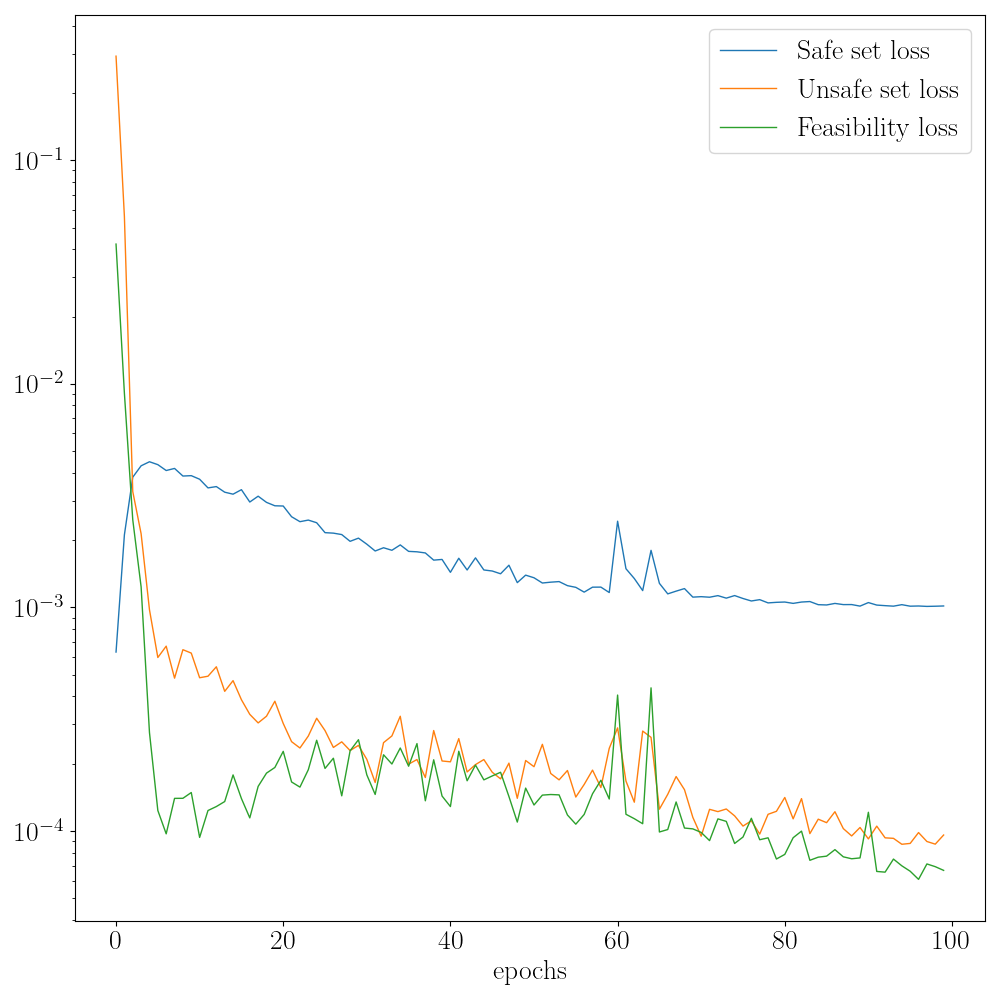 Safe set loss
Unsafe set loss
Feasibility loss
10⁻¹
10⁻²
10⁻³
10⁻⁴
0 20 40 60 80 100
epochs